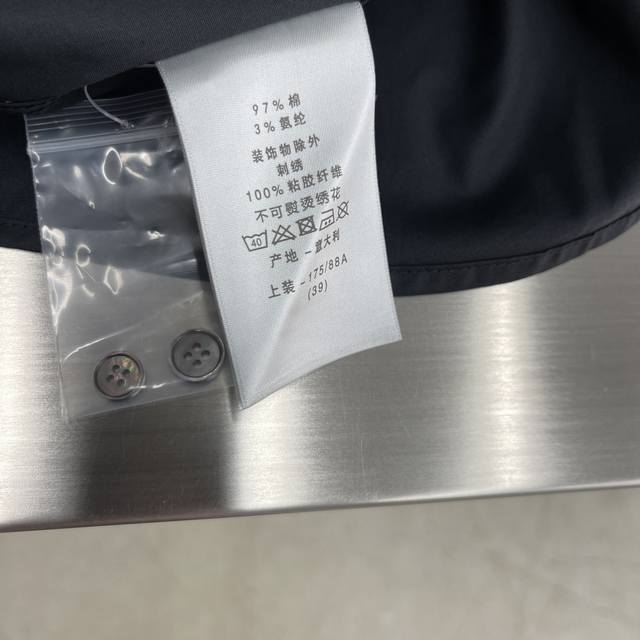 97% 棉
3% 氨纶
装饰物除外
刺绣
100% 粘胶纤维
不可熨烫绣花
40
产地 - 意大利
上装 - 175/88A
(39)